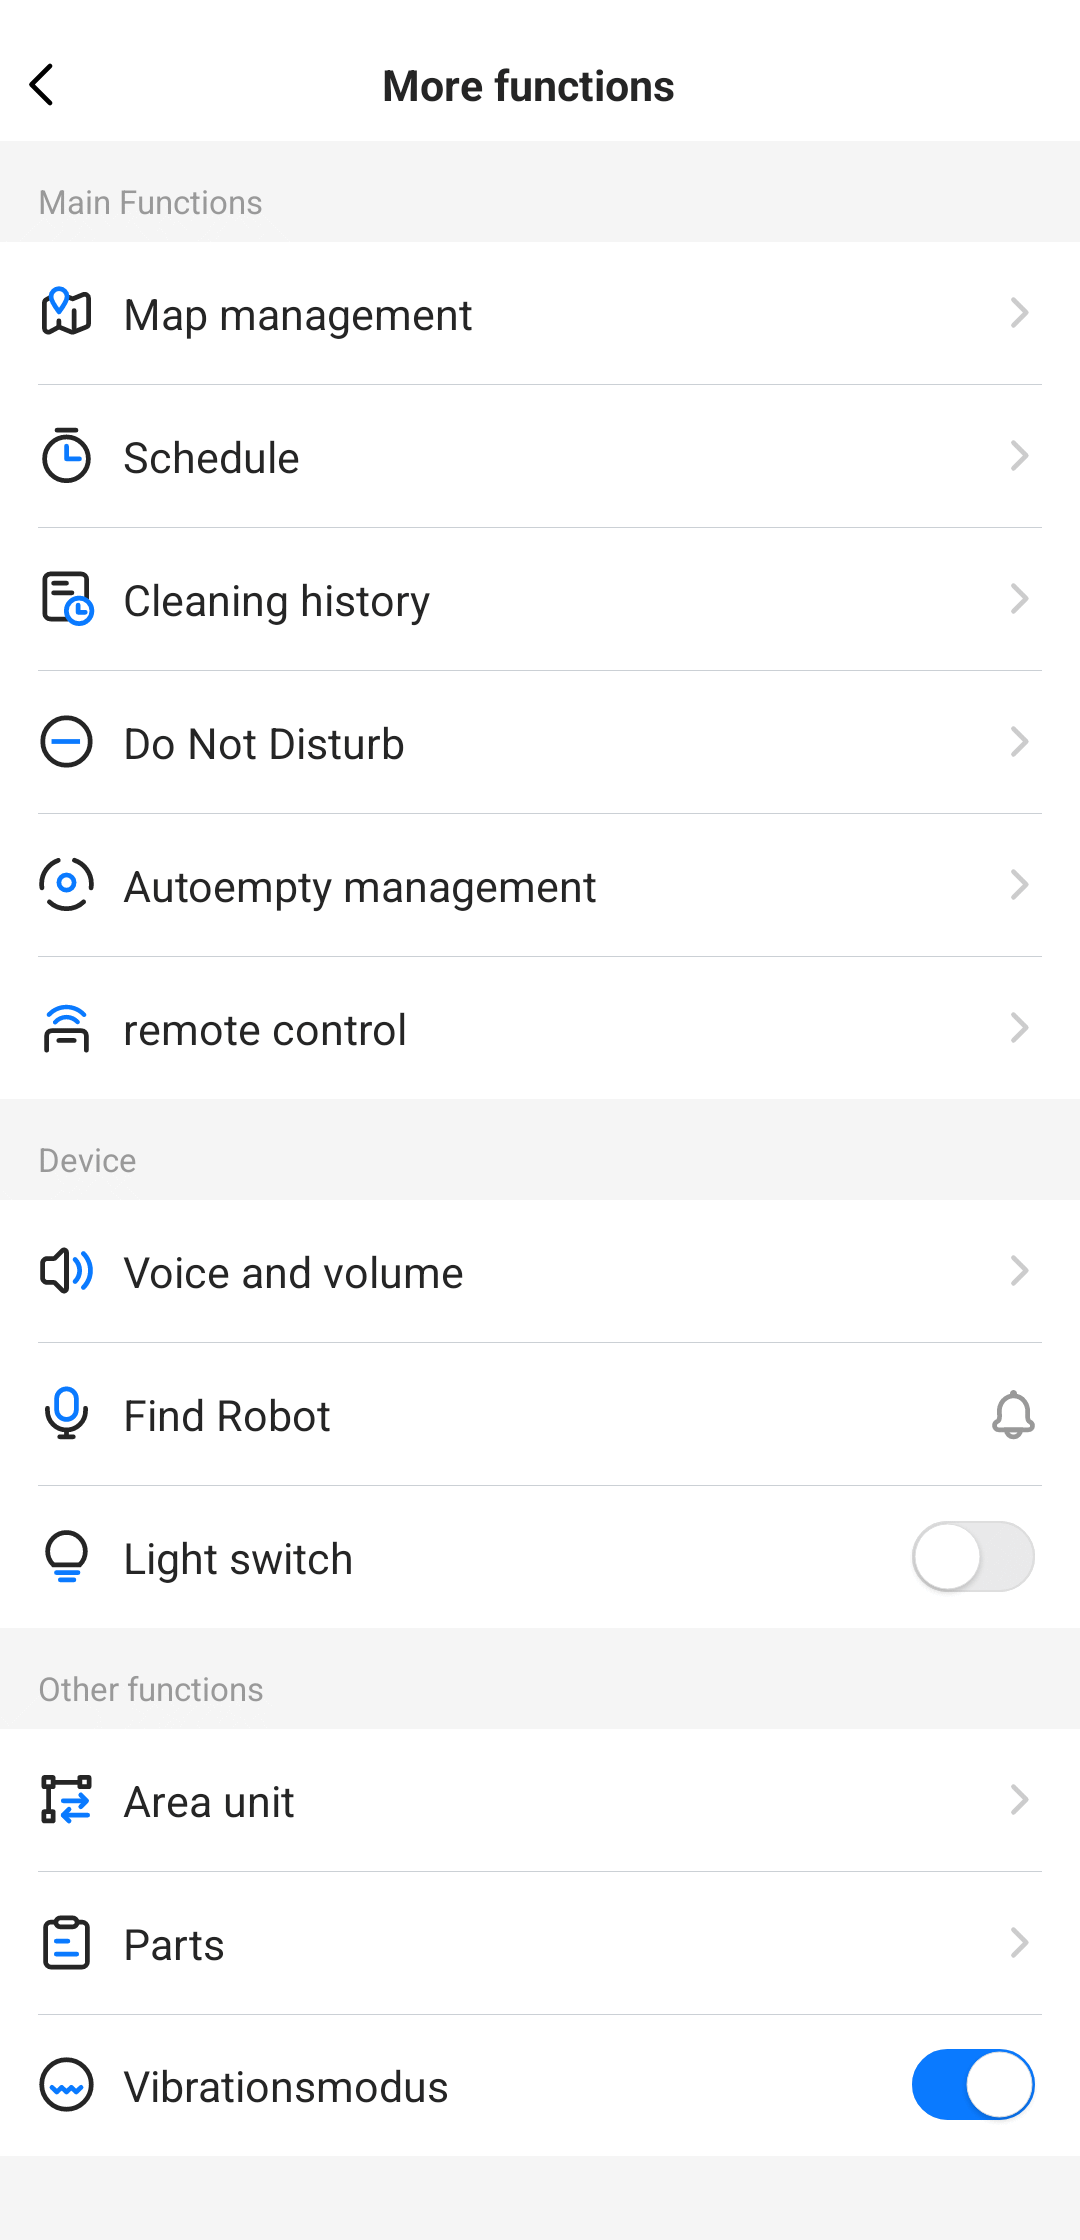 More functions
Main Functions
Map management
Schedule
Cleaning history
Do Not Disturb
Autoempty management
remote control
Device
Voice and volume
Find Robot
Light switch
Other functions
Area unit
Parts
Vibrationsmodus